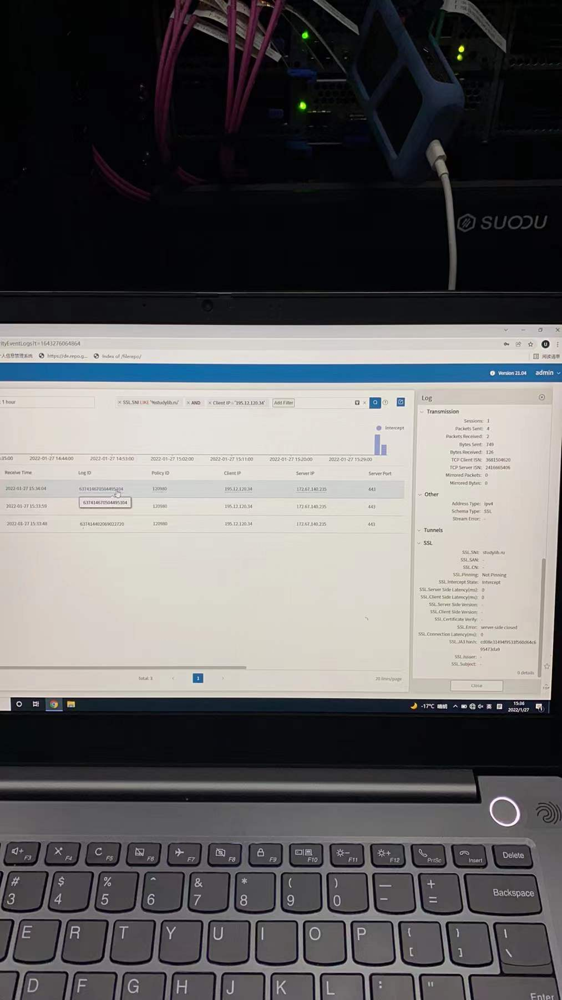 SUOCU
ityEventLogs?t=1643276064864
个人信息管理系统 https://de.repo.g... Index of /filerepo/ 阅读清单
Version 21.04 admin
1 hour × SSL.SNI LIKE '%studylib.ru' × AND × Client IP = '195.12.120.34' Add Filter
Intercept
:35:00 2022-01-27 14:44:00 2022-01-27 14:53:00 2022-01-27 15:02:00 2022-01-27 15:11:00 2022-01-27 15:20:00 2022-01-27 15:29:00
Receive Time Log ID Policy ID Client IP Server IP Server Port
2022-01-27 15:34:04 637414670504495104 120980 195.12.120.34 172.67.140.235 443
637414670504495104
2022-01-27 15:33:59 120980 195.12.120.34 172.67.140.235 443
2022-01-27 15:33:48 637414402069022720 120980 195.12.120.34 172.67.140.235 443
Total: 3 < 1 > 20 lines/page
Log
Transmission
Sessions: 1
Packets Sent: 4
Packets Received: 2
Bytes Sent: 749
Bytes Received: 126
TCP Client ISN: 3681504620
TCP Server ISN: 2416665406
Mirrored Packets: 0
Mirrored Bytes: 0
Other
Address Type: ipv4
Schema Type: SSL
Stream Error: -
Tunnels
SSL
SSL.SNI: studylib.ru
SSL.SAN: -
SSL.CN: -
SSL.Pinning: Not Pinning
SSL.Intercept State: Intercept
SSL.Server Side Latency(ms): 0
SSL.Client Side Latency(ms): 0
SSL.Server Side Version: -
SSL.Client Side Version: -
SSL.Certificate Verify: -
SSL.Error: server-side closed
SSL.Connection Latency(ms): 0
SSL.JA3 hash: cd08e31494f9531f560d64c6
95473da9
SSL.Issuer: -
SSL.Subject: -
0 details
Close
TOP
-17°C 晴朗 英 拼 15:36
2022/1/27
F3 F4 F5 F6 F7 F8 F9 F10 F11 F12 PrtSc Insert Delete
# $ % ^ & * ( ) — +
3 4 5 6 7 8 9 0 - = Backspace
E R T Y U I O P { } |
[ ] \
D F G H J K L : "
Enter